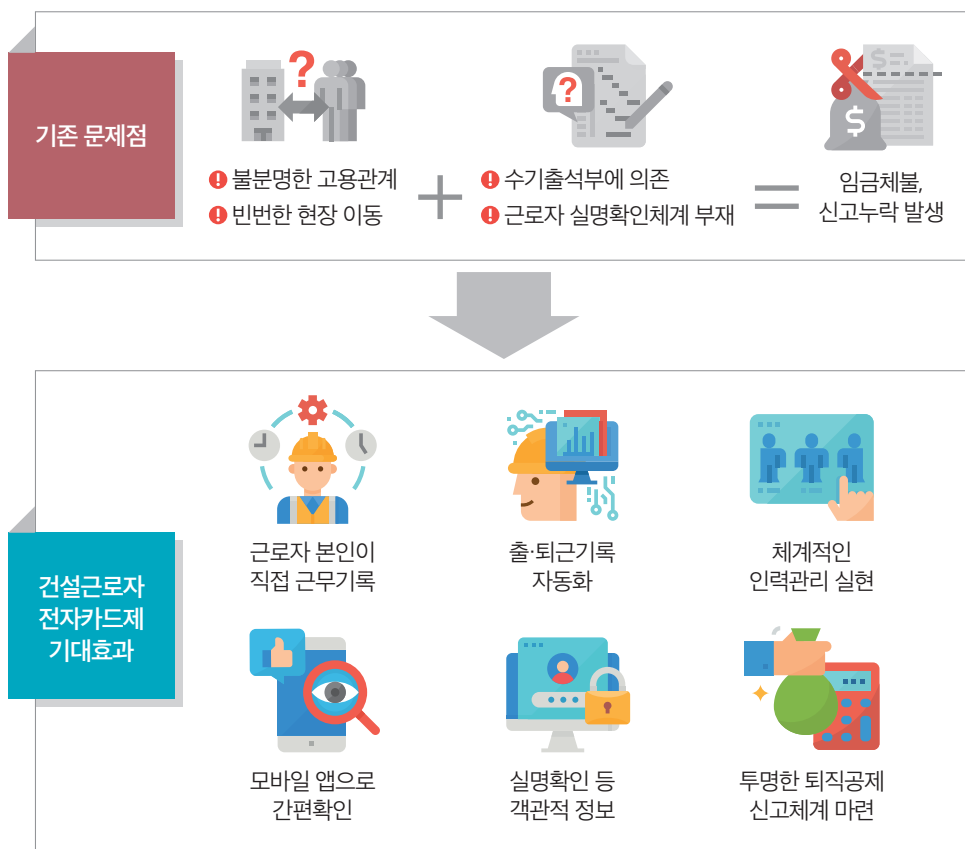 기존 문제점
?
불분명한 고용관계
빈번한 현장 이동
+
?
수기출석부에 의존
근로자 실명확인체계 부재
=
$
$
임금체불,
신고누락 발생
건설근로자
전자카드제
기대효과
근로자 본인이
직접 근무기록
출·퇴근기록
자동화
체계적인
인력관리 실현
모바일 앱으로
간편확인
실명확인 등
객관적 정보
투명한 퇴직공제
신고체계 마련